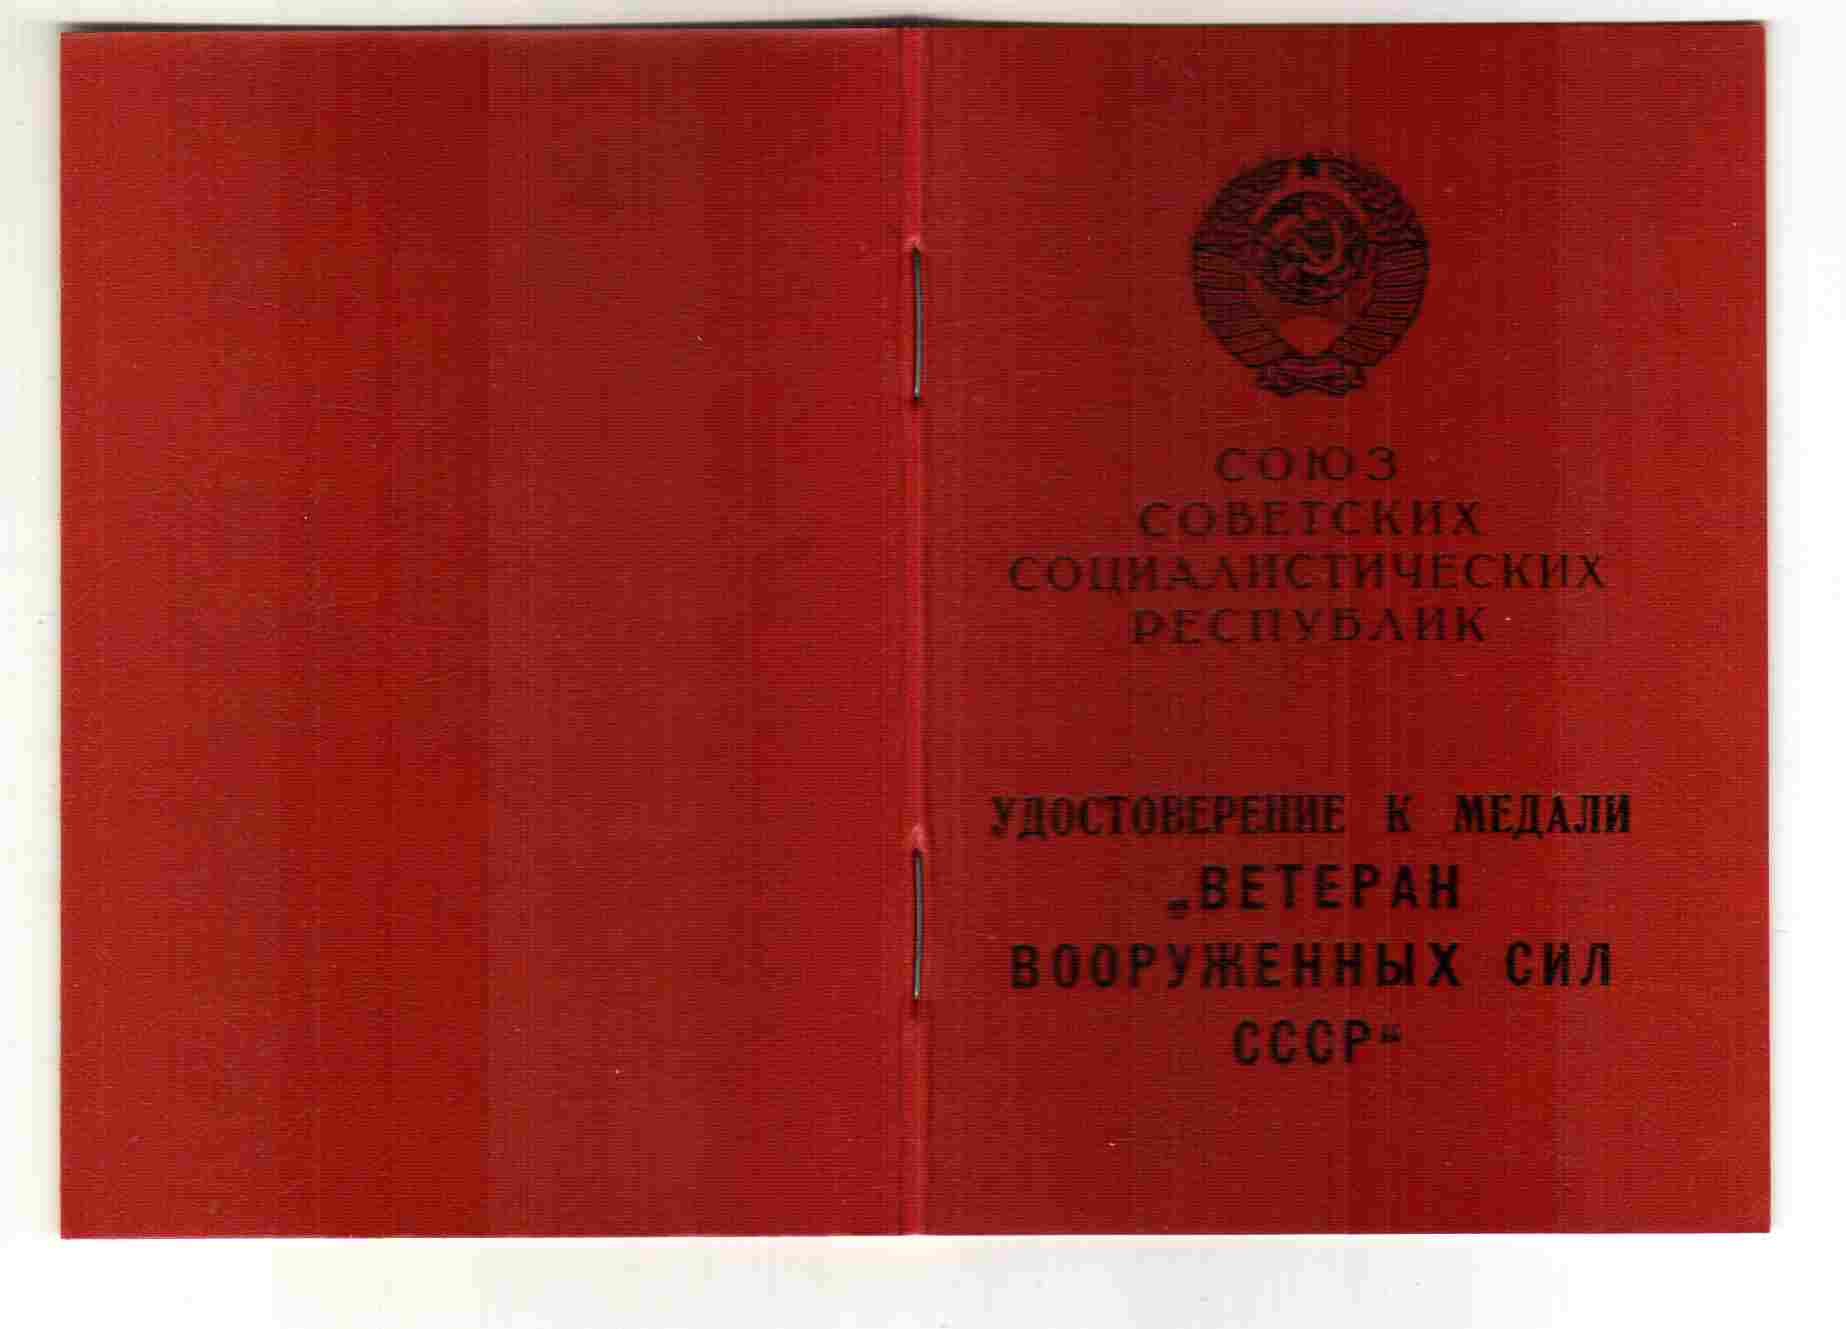 СОЮЗ
СОВЕТСКИХ
СОЦИАЛИСТИЧЕСКИХ
РЕСПУБЛИК
УДОСТОВЕРЕНИЕ К МЕДАЛИ
„ВЕТЕРАН
ВООРУЖЕННЫХ СИЛ
СССР“